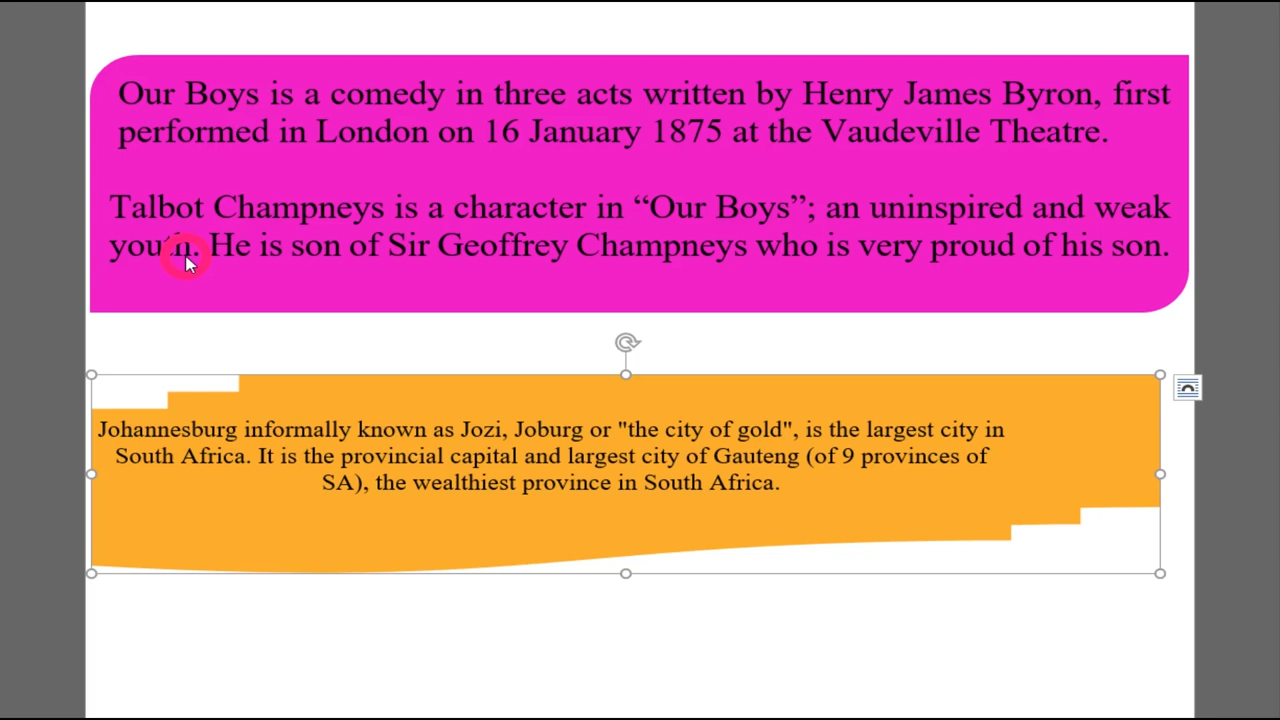 Our Boys is a comedy in three acts written by Henry James Byron, first
performed in London on 16 January 1875 at the Vaudeville Theatre.
Talbot Champneys is a character in “Our Boys”; an uninspired and weak
youth. He is son of Sir Geoffrey Champneys who is very proud of his son.
Johannesburg informally known as Jozi, Joburg or "the city of gold", is the largest city in
South Africa. It is the provincial capital and largest city of Gauteng (of 9 provinces of
SA), the wealthiest province in South Africa.